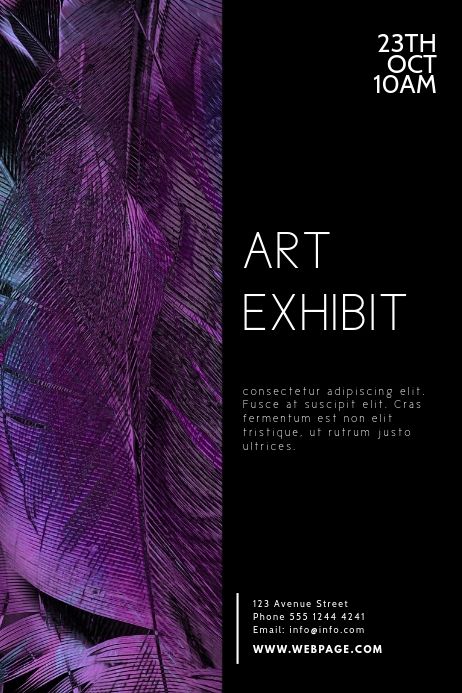 23TH
OCT
10AM
ART
EXHIBIT
consectetur adipiscing elit.
Fusce at suscipit elit. Cras
fermentum est non elit
tristique, ut rutrum justo
ultrices.
123 Avenue Street
Phone 555 1244 4241
Email: info@info.com
WWW.WEBPAGE.COM